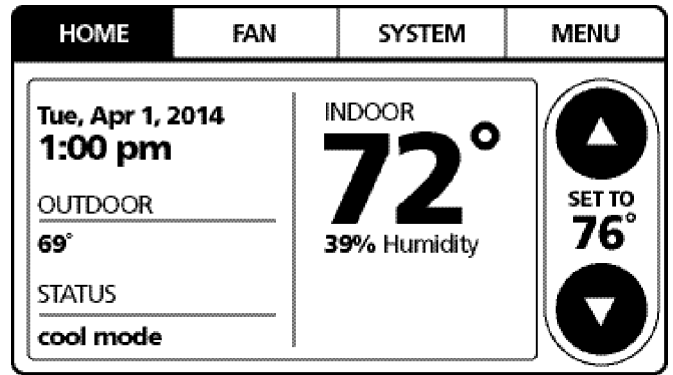 HOME FAN SYSTEM MENU
Tue, Apr 1, 2014
1:00 pm
OUTDOOR
69°
STATUS
cool mode
INDOOR
72°
39% Humidity
SET TO
76°